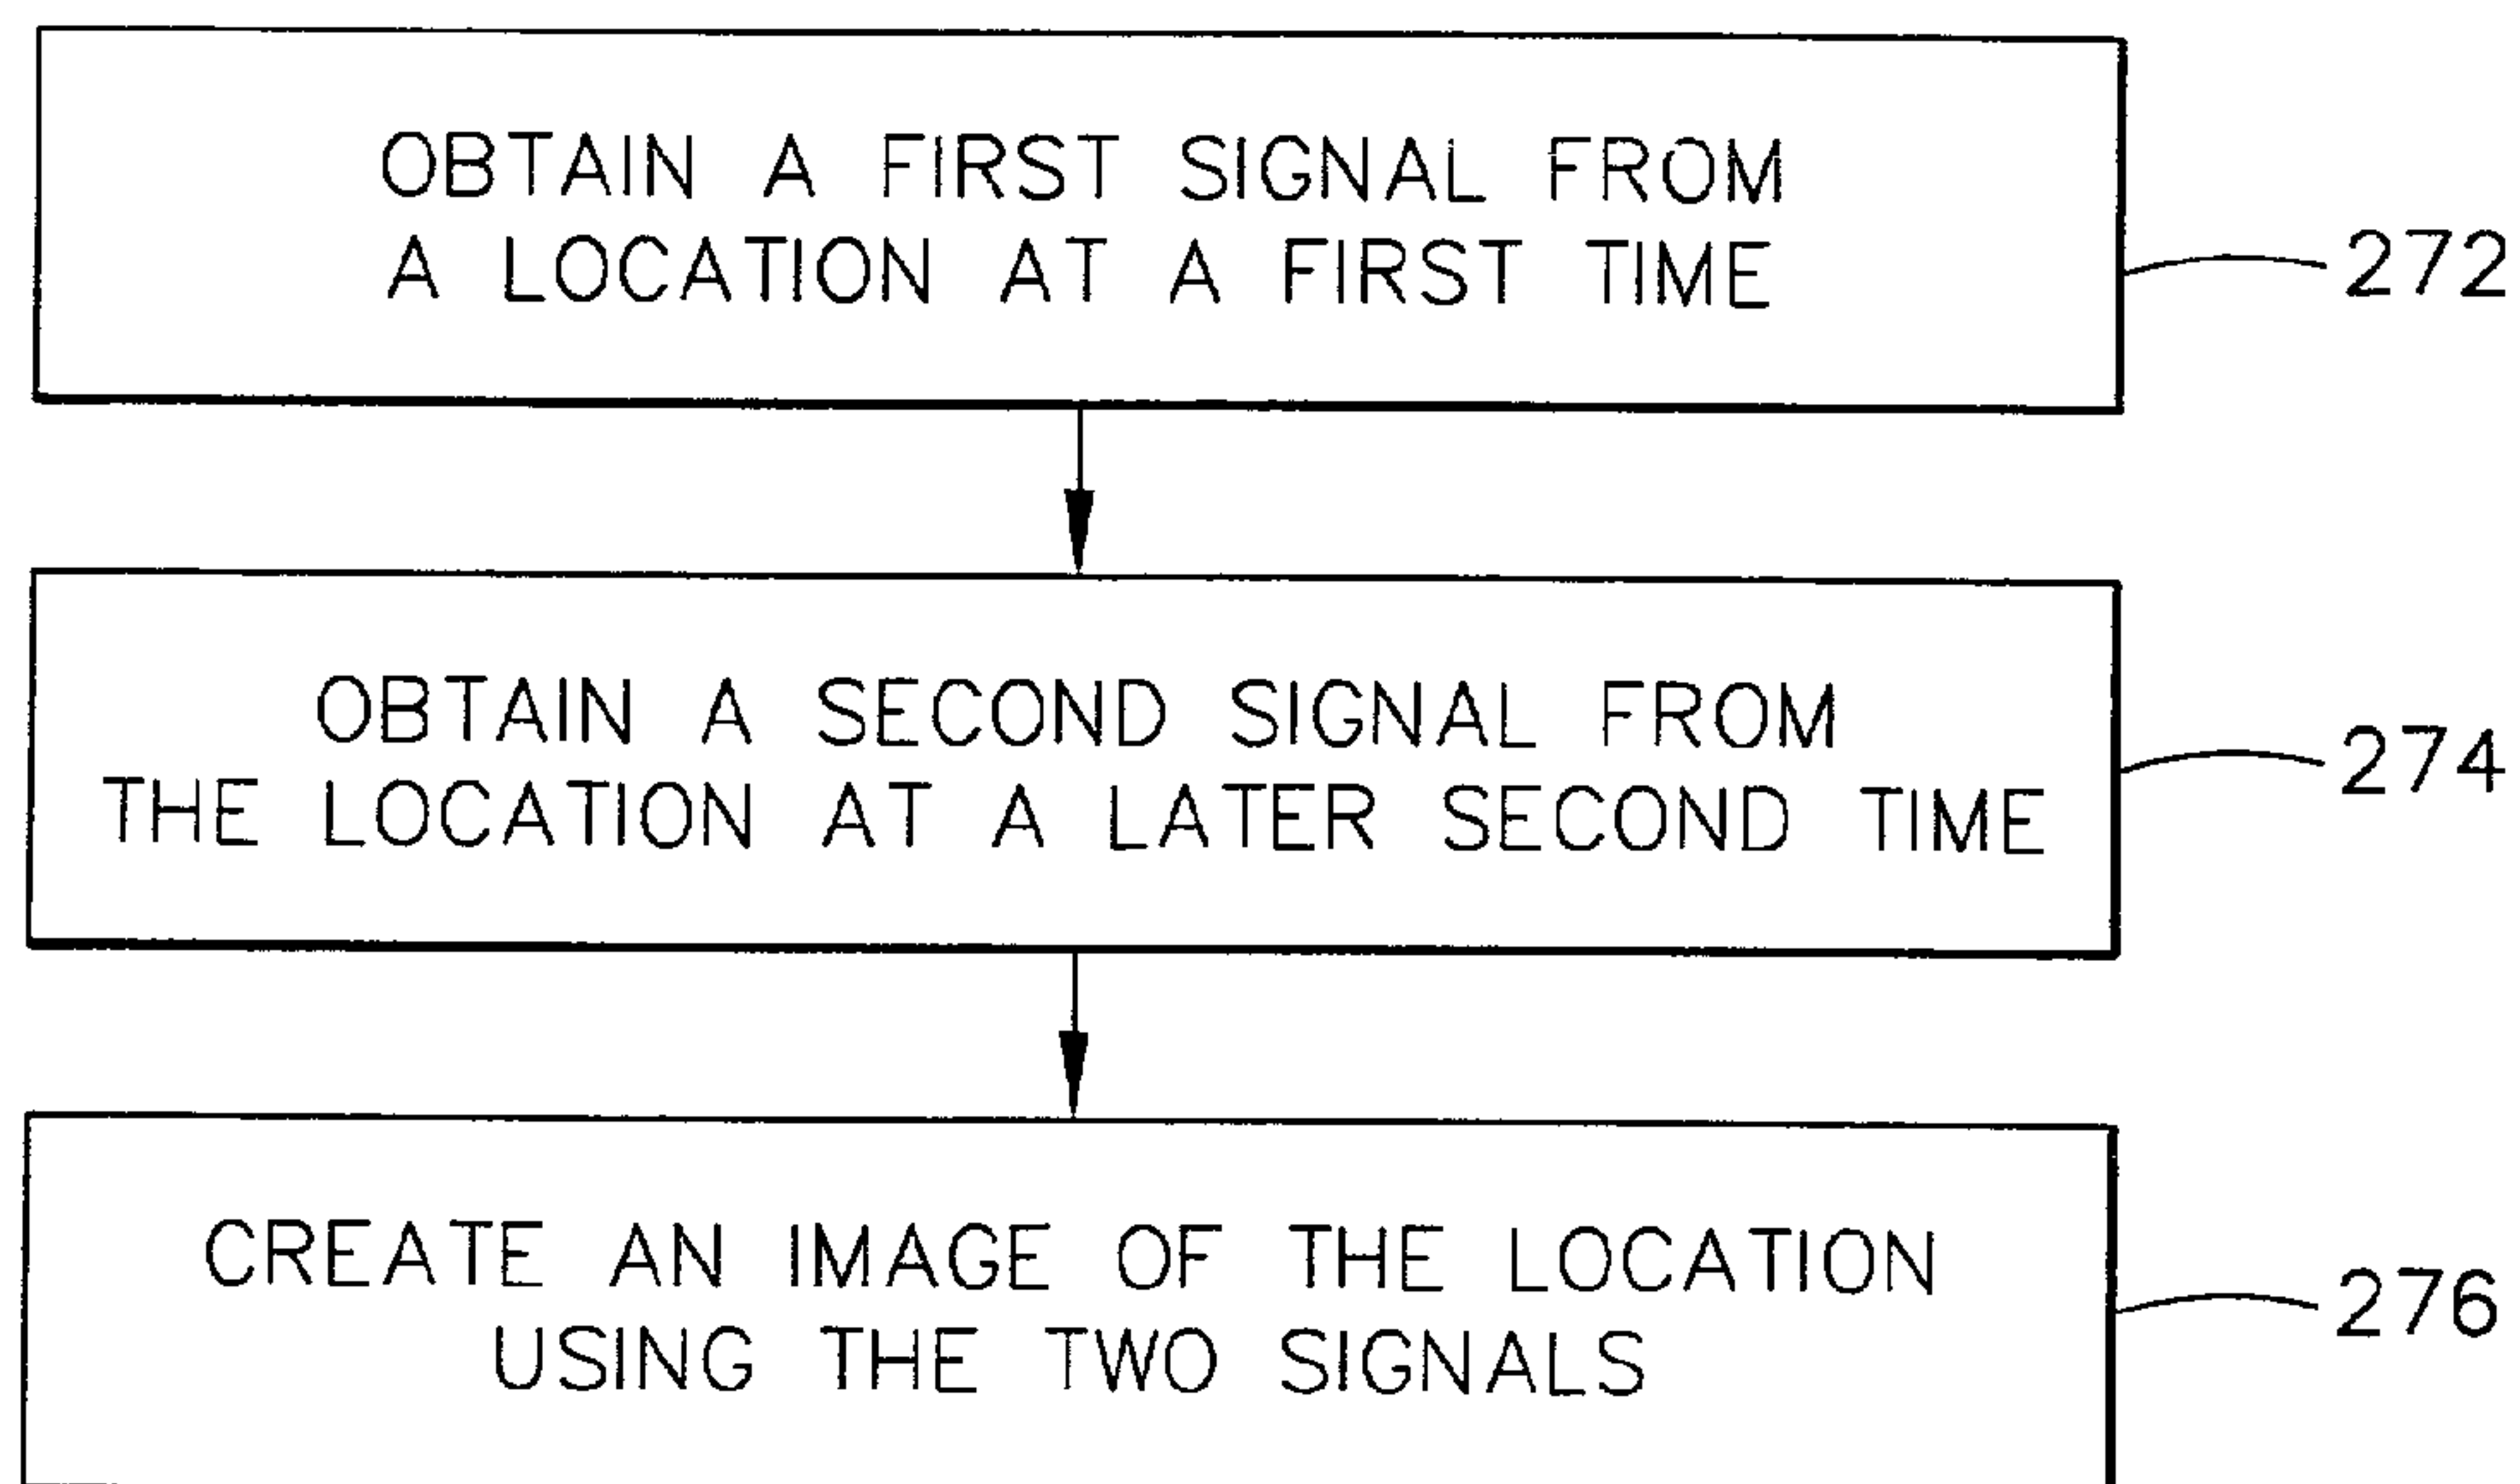 OBTAIN A FIRST SIGNAL FROM
A LOCATION AT A FIRST TIME
272
OBTAIN A SECOND SIGNAL FROM
THE LOCATION AT A LATER SECOND TIME
274
CREATE AN IMAGE OF THE LOCATION
USING THE TWO SIGNALS
276